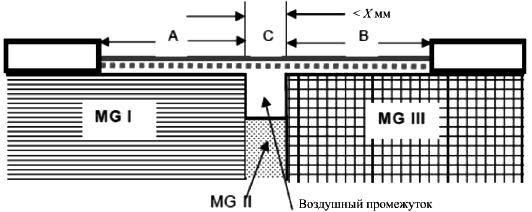 < X мм
A C B
MG I
MG III
MG II
Воздушный промежуток